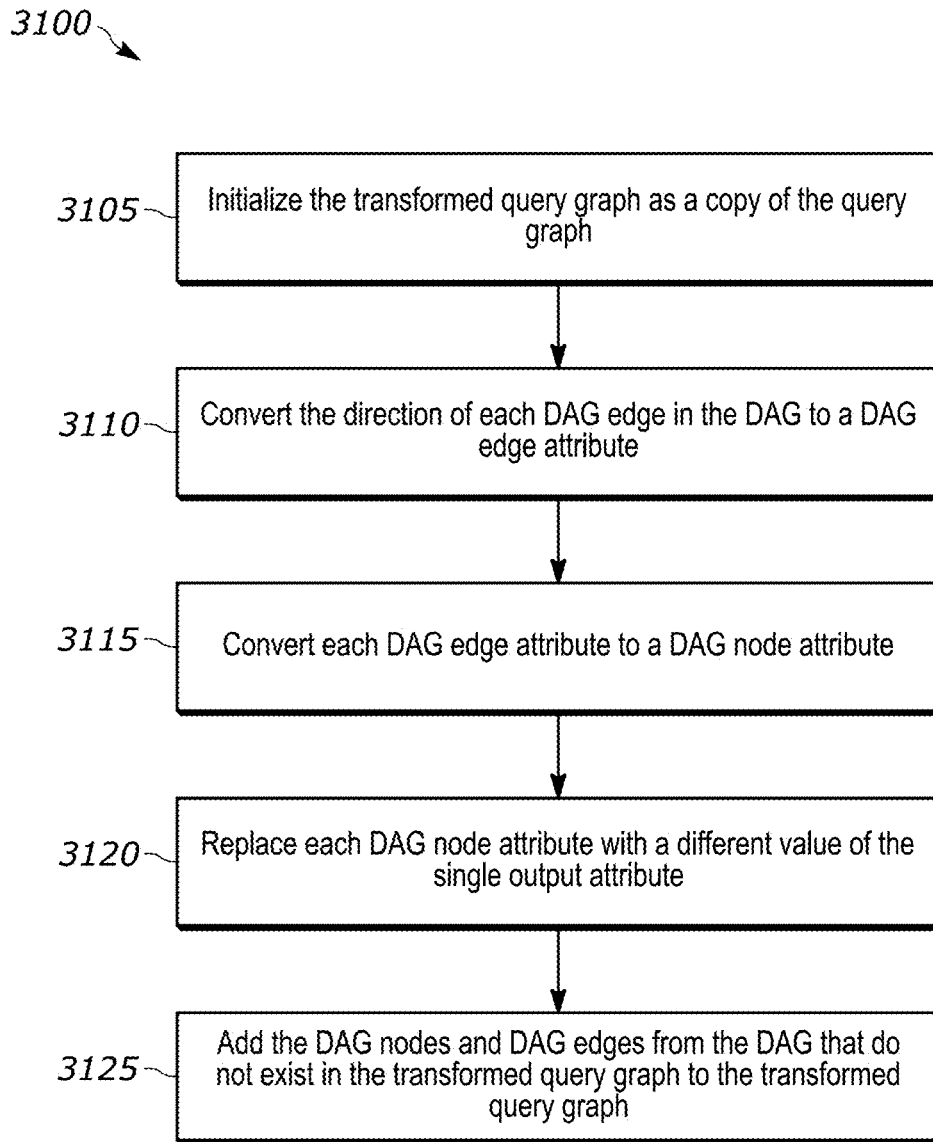 3100
3105
Initialize the transformed query graph as a copy of the query
graph
3110
Convert the direction of each DAG edge in the DAG to a DAG
edge attribute
3115
Convert each DAG edge attribute to a DAG node attribute
3120
Replace each DAG node attribute with a different value of the
single output attribute
3125
Add the DAG nodes and DAG edges from the DAG that do
not exist in the transformed query graph to the transformed
query graph